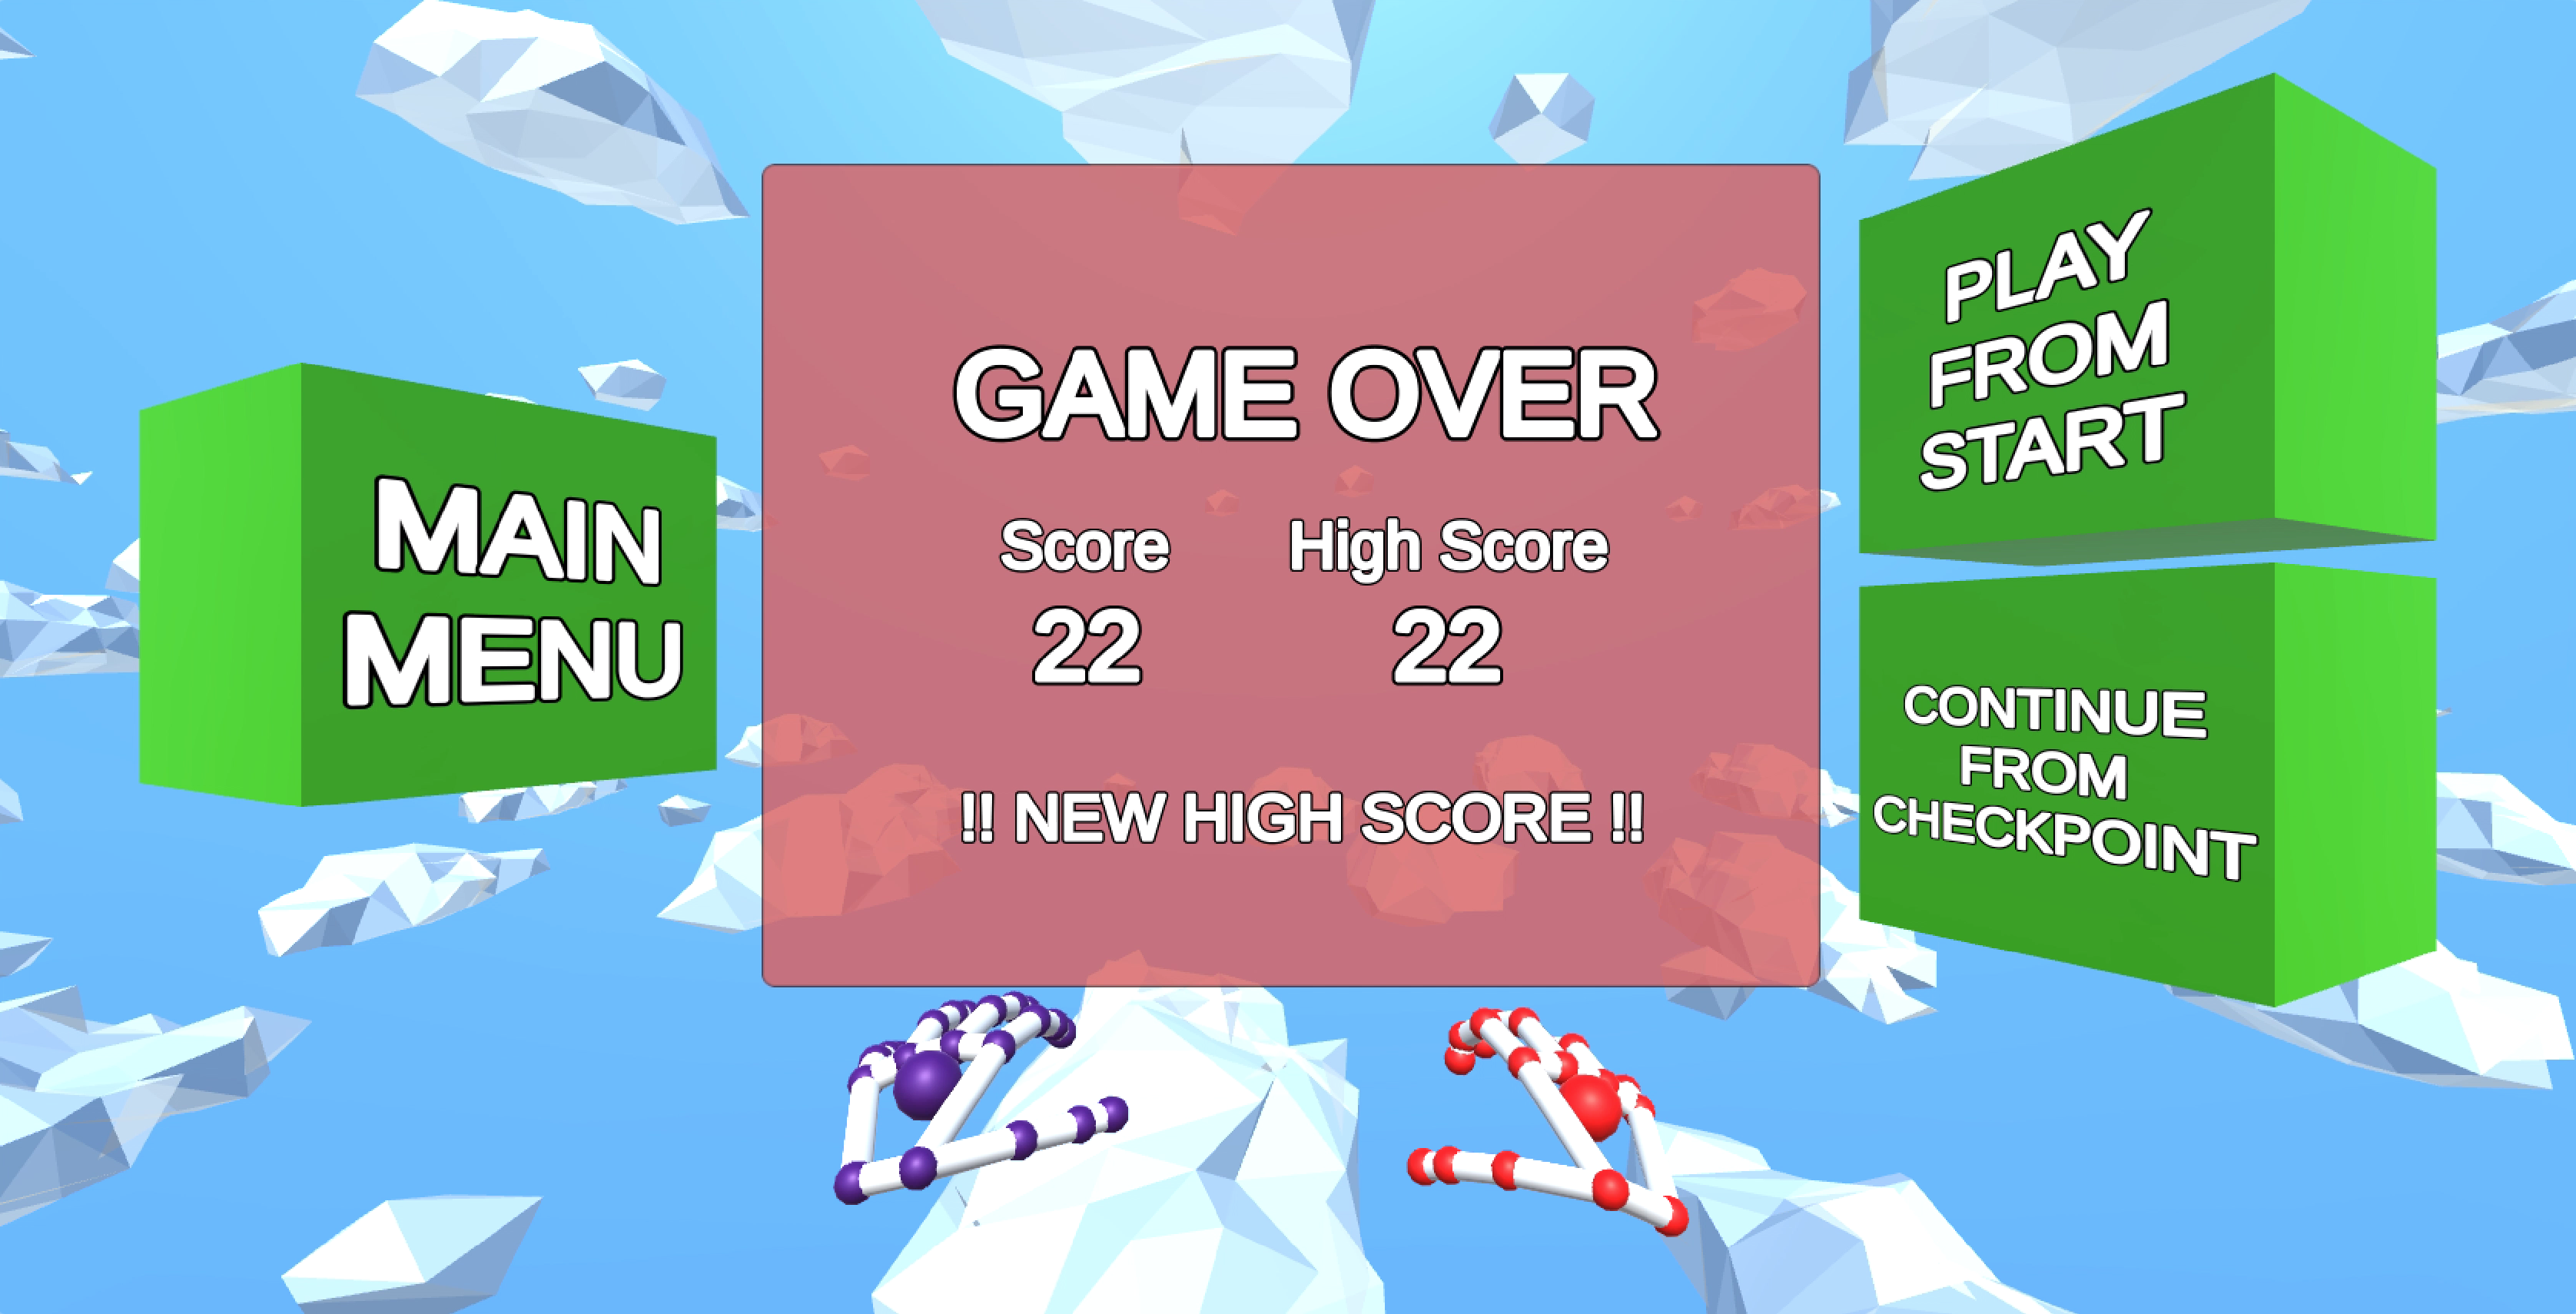 MAIN
MENU
GAME OVER
Score
High Score
22
22
!! NEW HIGH SCORE !!
PLAY
FROM
START
CONTINUE
FROM
CHECKPOINT